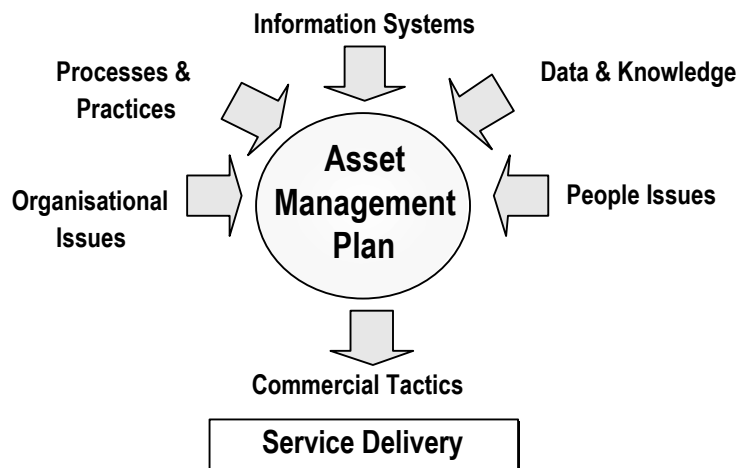 Information Systems
Processes &
Practices
Data & Knowledge
Asset
Management
Plan
Organisational
Issues
People Issues
Commercial Tactics
Service Delivery